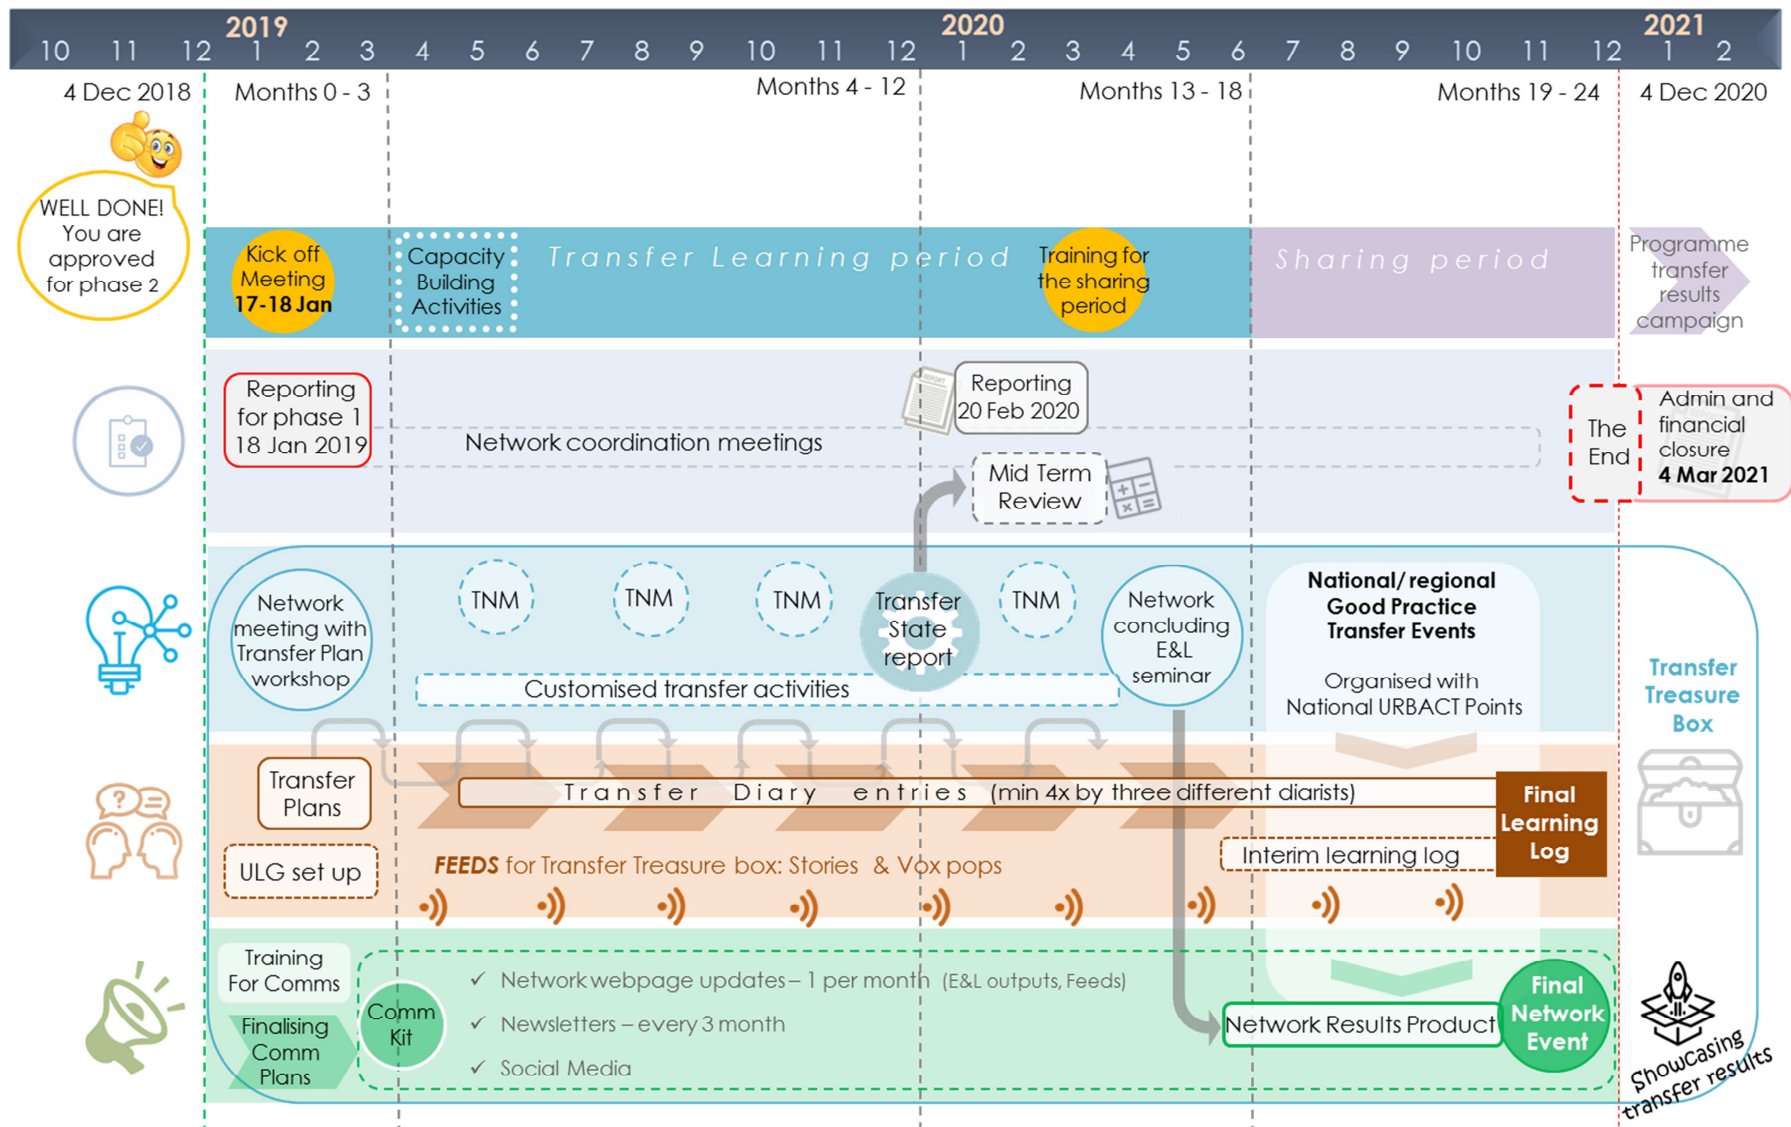 2019
2020
2021
10 11 12 1 2 3 4 5 6 7 8 9 10 11 12 1 2 3 4 5 6 7 8 9 10 11 12 1 2
4 Dec 2018
Months 0 - 3
Months 4 - 12
Months 13 - 18
Months 19 - 24
4 Dec 2020
WELL DONE!
You are
approved
for phase 2
Kick off
Meeting
17-18 Jan
Capacity
Building
Activities
Transfer Learning period
Training for
the sharing
period
Sharing period
Programme
transfer
results
campaign
Reporting
for phase 1
18 Jan 2019
Network coordination meetings
REPORT
Reporting
20 Feb 2020
Mid Term
Review
The
End
Admin and
financial
closure
4 Mar 2021
Network
meeting with
Transfer Plan
workshop
TNM
TNM
TNM
Transfer
State
report
TNM
Network
concluding
E&L
seminar
Customised transfer activities
National/regional
Good Practice
Transfer Events
Organised with
National URBACT Points
Transfer
Treasure
Box
Transfer
Plans
Transfer Diary entries (min 4x by three different diarists)
Final
Learning
Log
ULG set up
FEEDS for Transfer Treasure box: Stories & Vox pops
Interim learning log
Training
For Comms
Finalising
Comm
Plans
Comm
Kit
✓ Network webpage updates – 1 per month (E&L outputs, Feeds)
✓ Newsletters – every 3 month
✓ Social Media
Network Results Product
Final
Network
Event
ShowCasing
transfer results